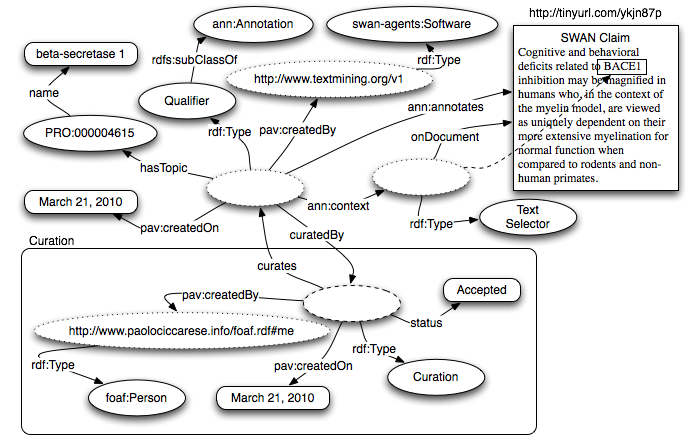 http://tinyurl.com/ykjn87p
ann:Annotation
swan-agents:Software
SWAN Claim
Cognitive and behavioral
deficits related to BACE1
inhibition may be magnified in
humans who, in the context of
the myelin model, are viewed
as uniquely dependent on their
more extensive myelination for
normal function when
compared to rodents and non-
human primates.
beta-secretase 1
rdfs:subClassOf
rdf:Type
http://www.textmining.org/v1
name
Qualifier
ann:annotates
PRO:000004615
rdf:Type
pav:createdBy
onDocument
hasTopic
March 21, 2010
ann:context
pav:createdOn
rdf:Type
Text
Selector
curatedBy
Curation
curates
pav:createdBy
Accepted
status
http://www.paolociccarese.info/foaf.rdf#me
rdf:Type
rdf:Type
pav:createdOn
foaf:Person
March 21, 2010
Curation